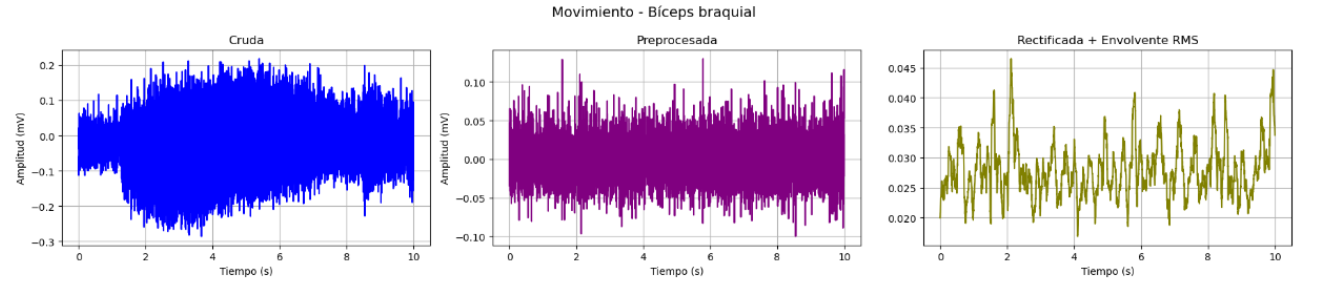 Movimiento - Bíceps braquial
Cruda
Amplitud (mV)
0.2
0.1
0.0
−0.1
−0.2
−0.3
0 2 4 6 8 10
Tiempo (s)
Preprocesada
Amplitud (mV)
0.10
0.05
0.00
−0.05
−0.10
0 2 4 6 8 10
Tiempo (s)
Rectificada + Envolvente RMS
0.045
0.040
0.035
0.030
0.025
0.020
0 2 4 6 8 10
Tiempo (s)